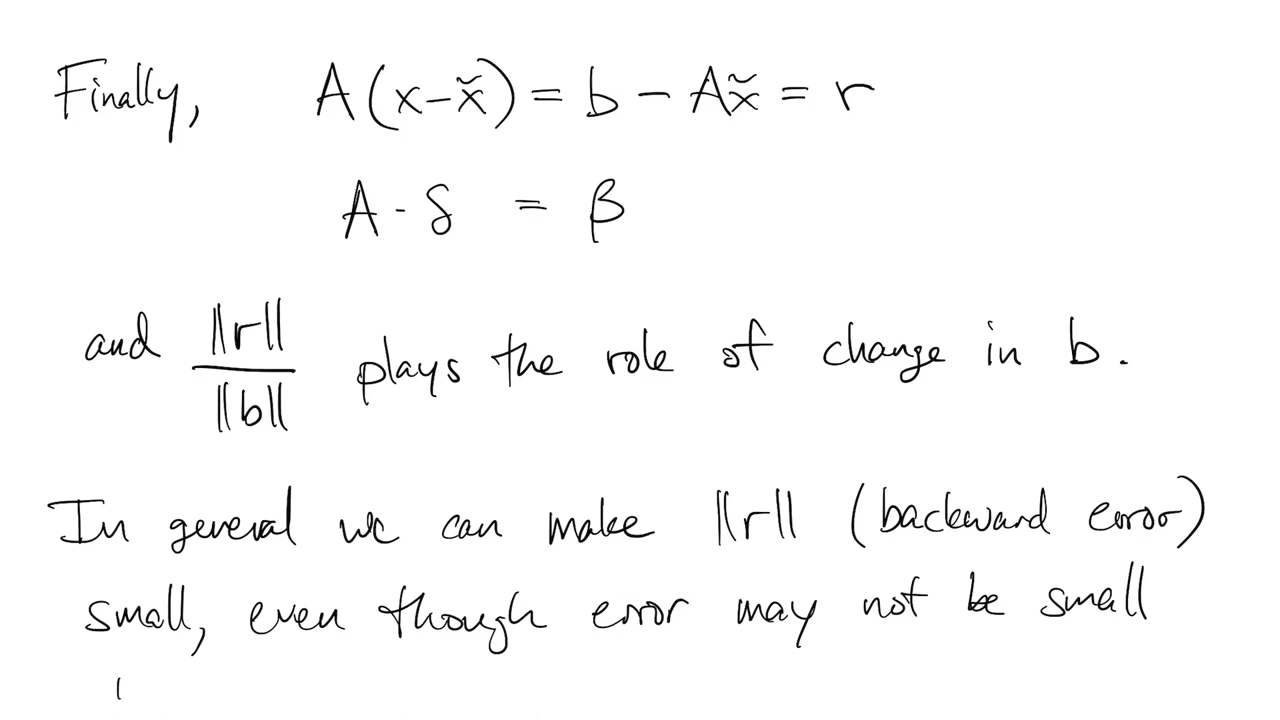 Finally, A(x-x̃) = b - Ax̃ = r
A · δ = β
and ||r|| / ||b|| plays the role of change in b.
In general we can make ||r|| (backward error)
small, even though error may not be small